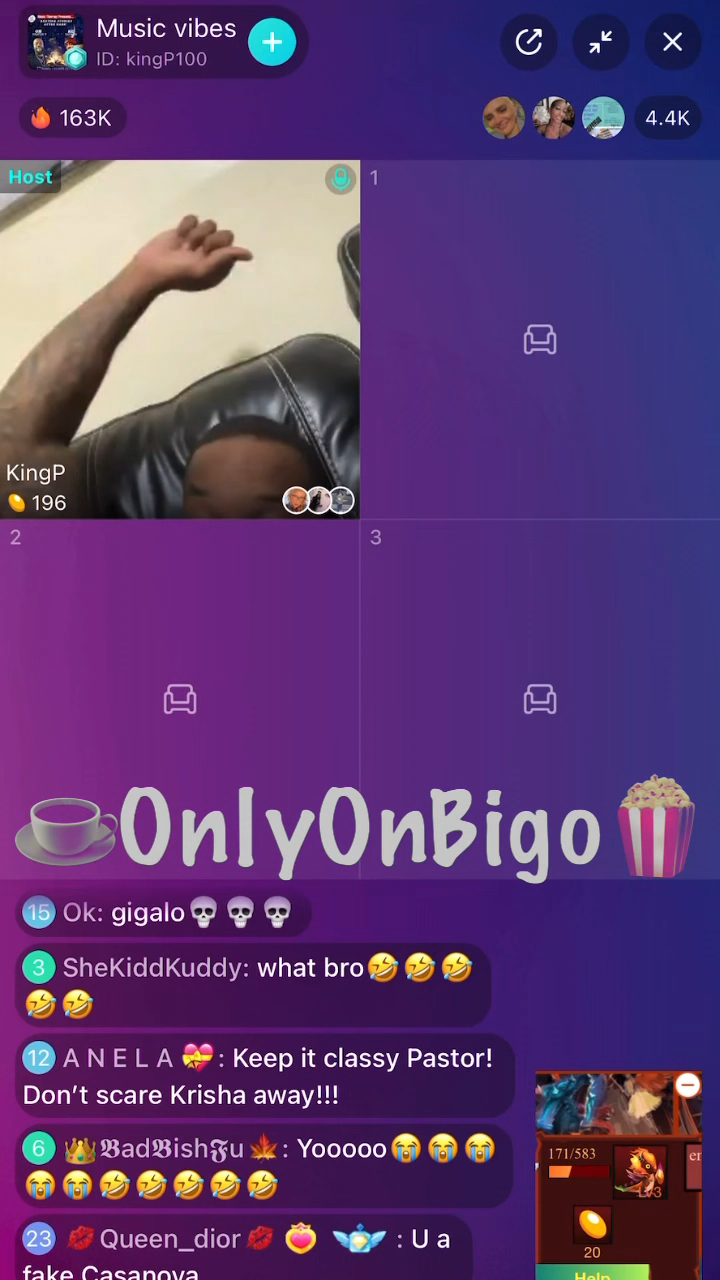 Music vibes
ID: kingP100
163K
4.4K
Host
1
KingP
196
2
3
OnlyOnBigo
15 Ok: gigalo💀💀💀
3 SheKiddKuddy: what bro🤣🤣🤣
🤣🤣
12 A N E L A 💝: Keep it classy Pastor!
Don't scare Krisha away!!!
6 👑𝕭ad𝕭ish𝕱u🍁: Yooooo😭😭😭
😭😭🤣🤣🤣🤣🤣
23 💋Queen_dior💋 : U a
fake Casanova
171/583
er
20
Help